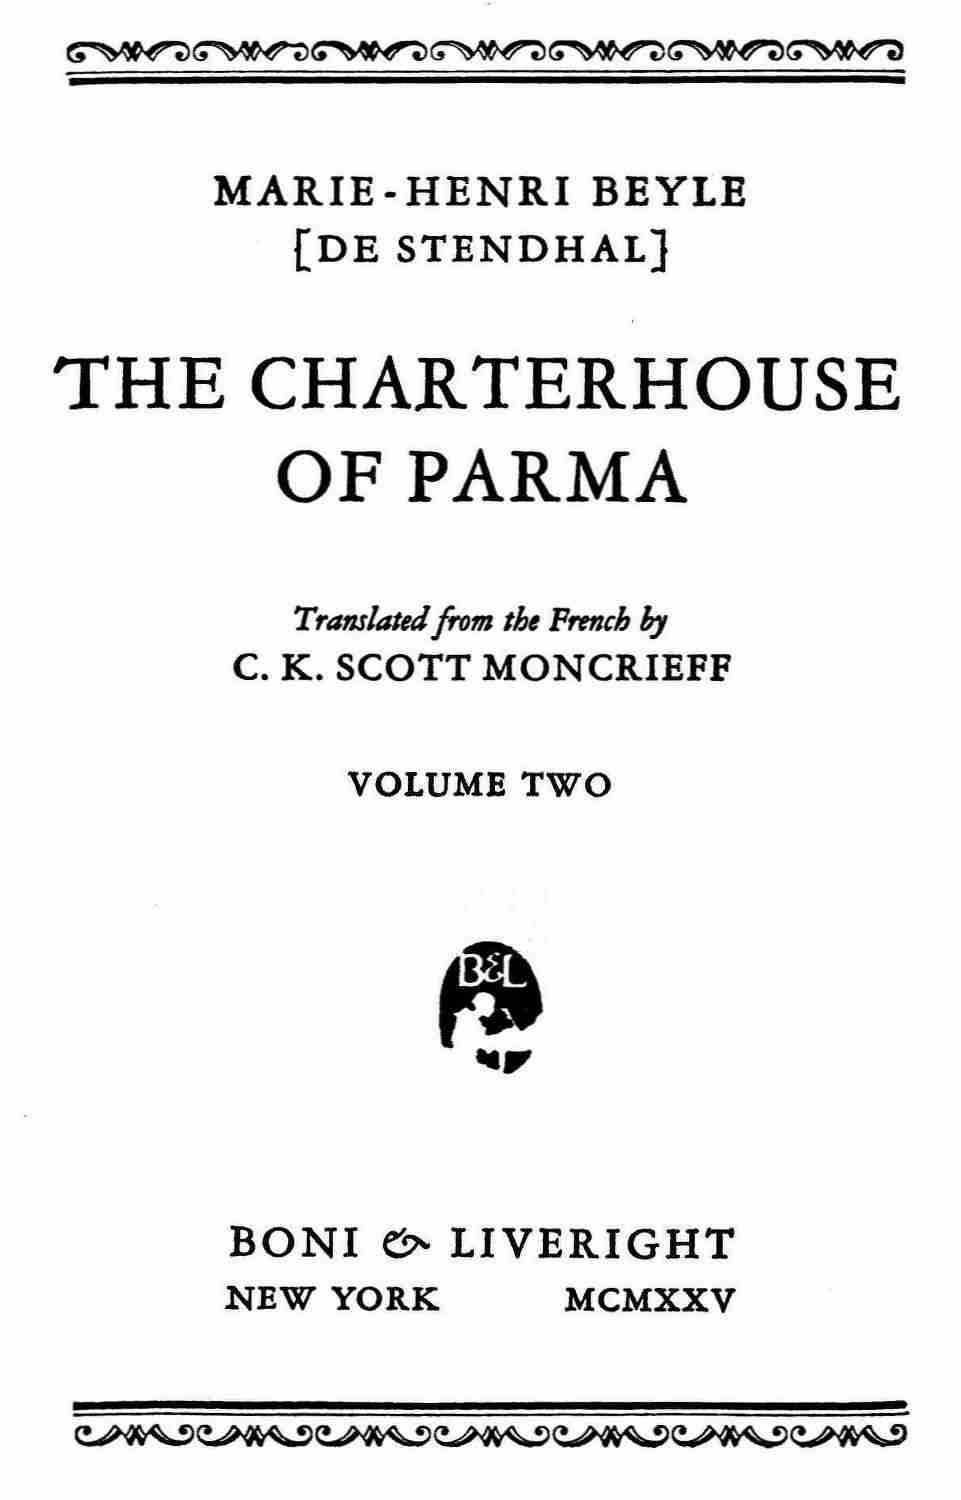 MARIE-HENRI BEYLE
[DE STENDHAL]
THE CHARTERHOUSE
OF PARMA
Translated from the French by
C. K. SCOTT MONCRIEFF
VOLUME TWO
B&L
BONI & LIVERIGHT
NEW YORK MCMXXV